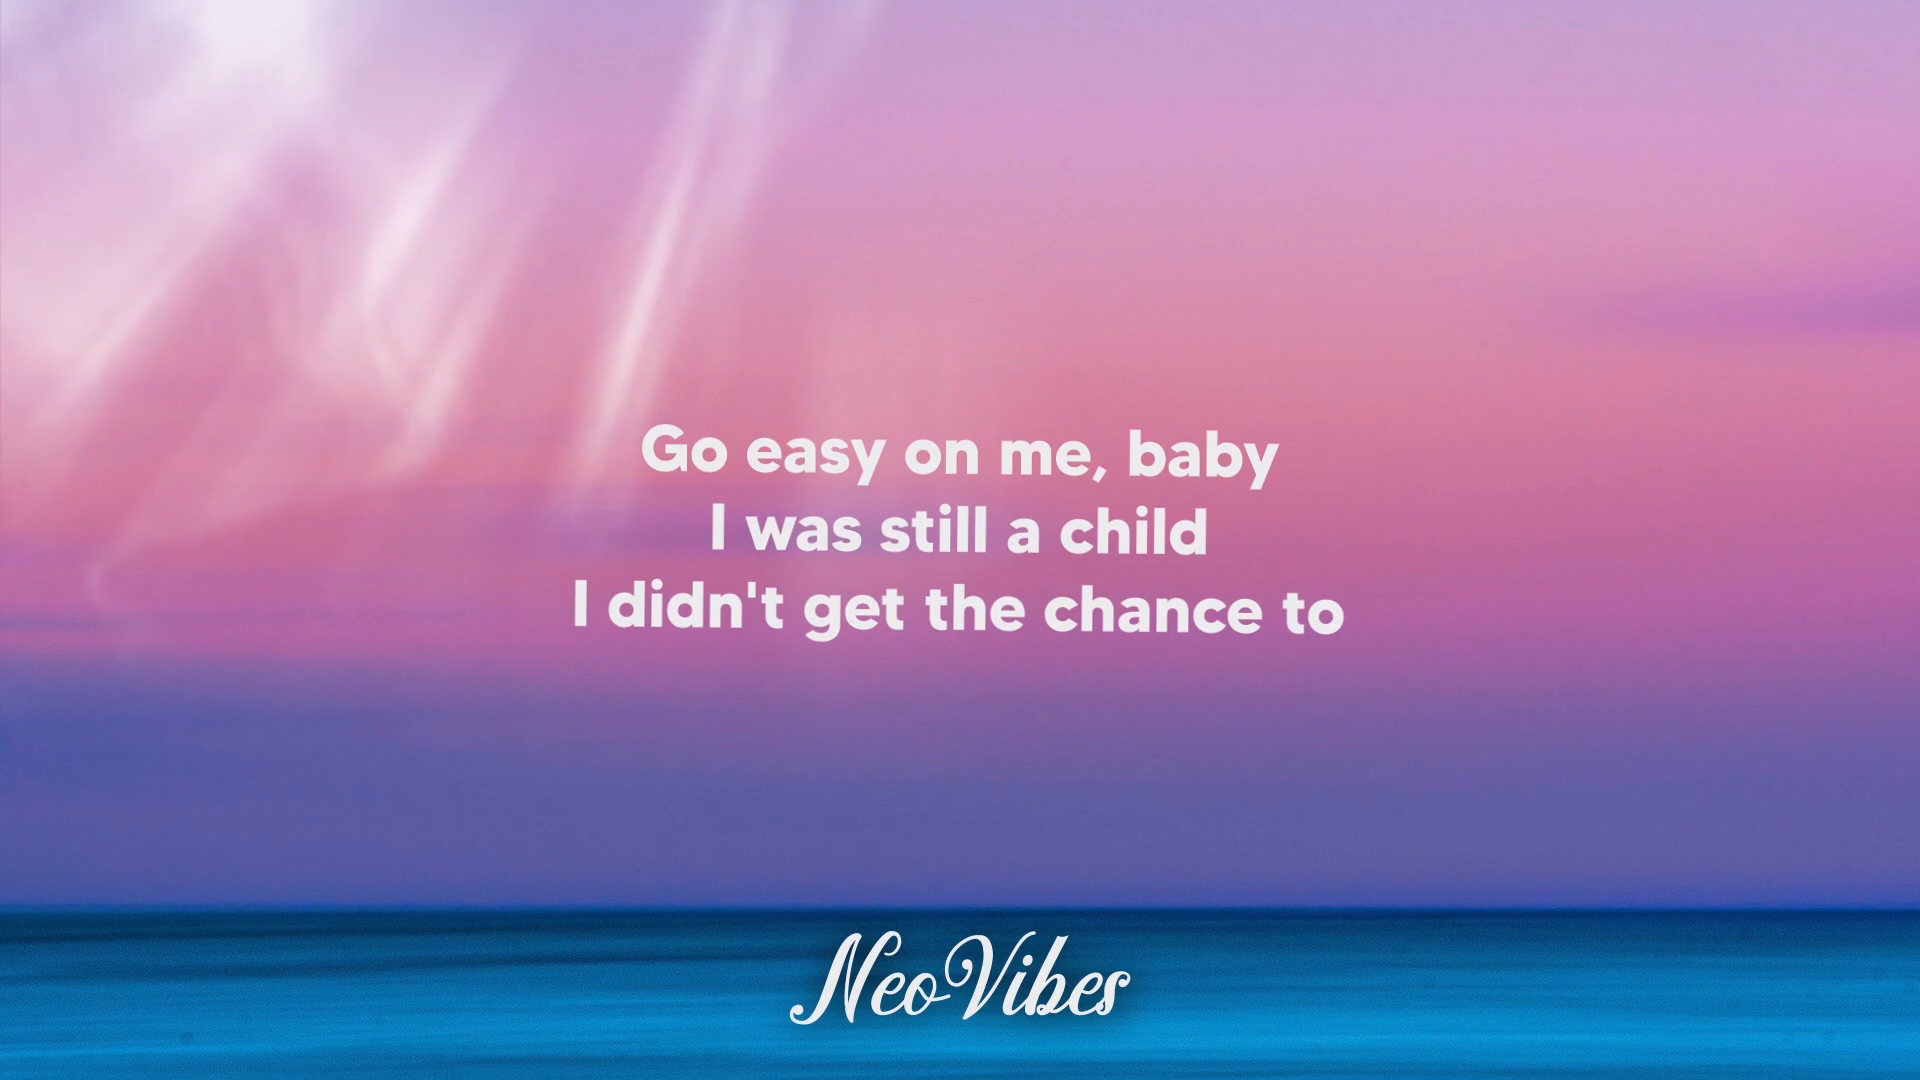 Go easy on me, baby
I was still a child
I didn't get the chance to
NeoVibes